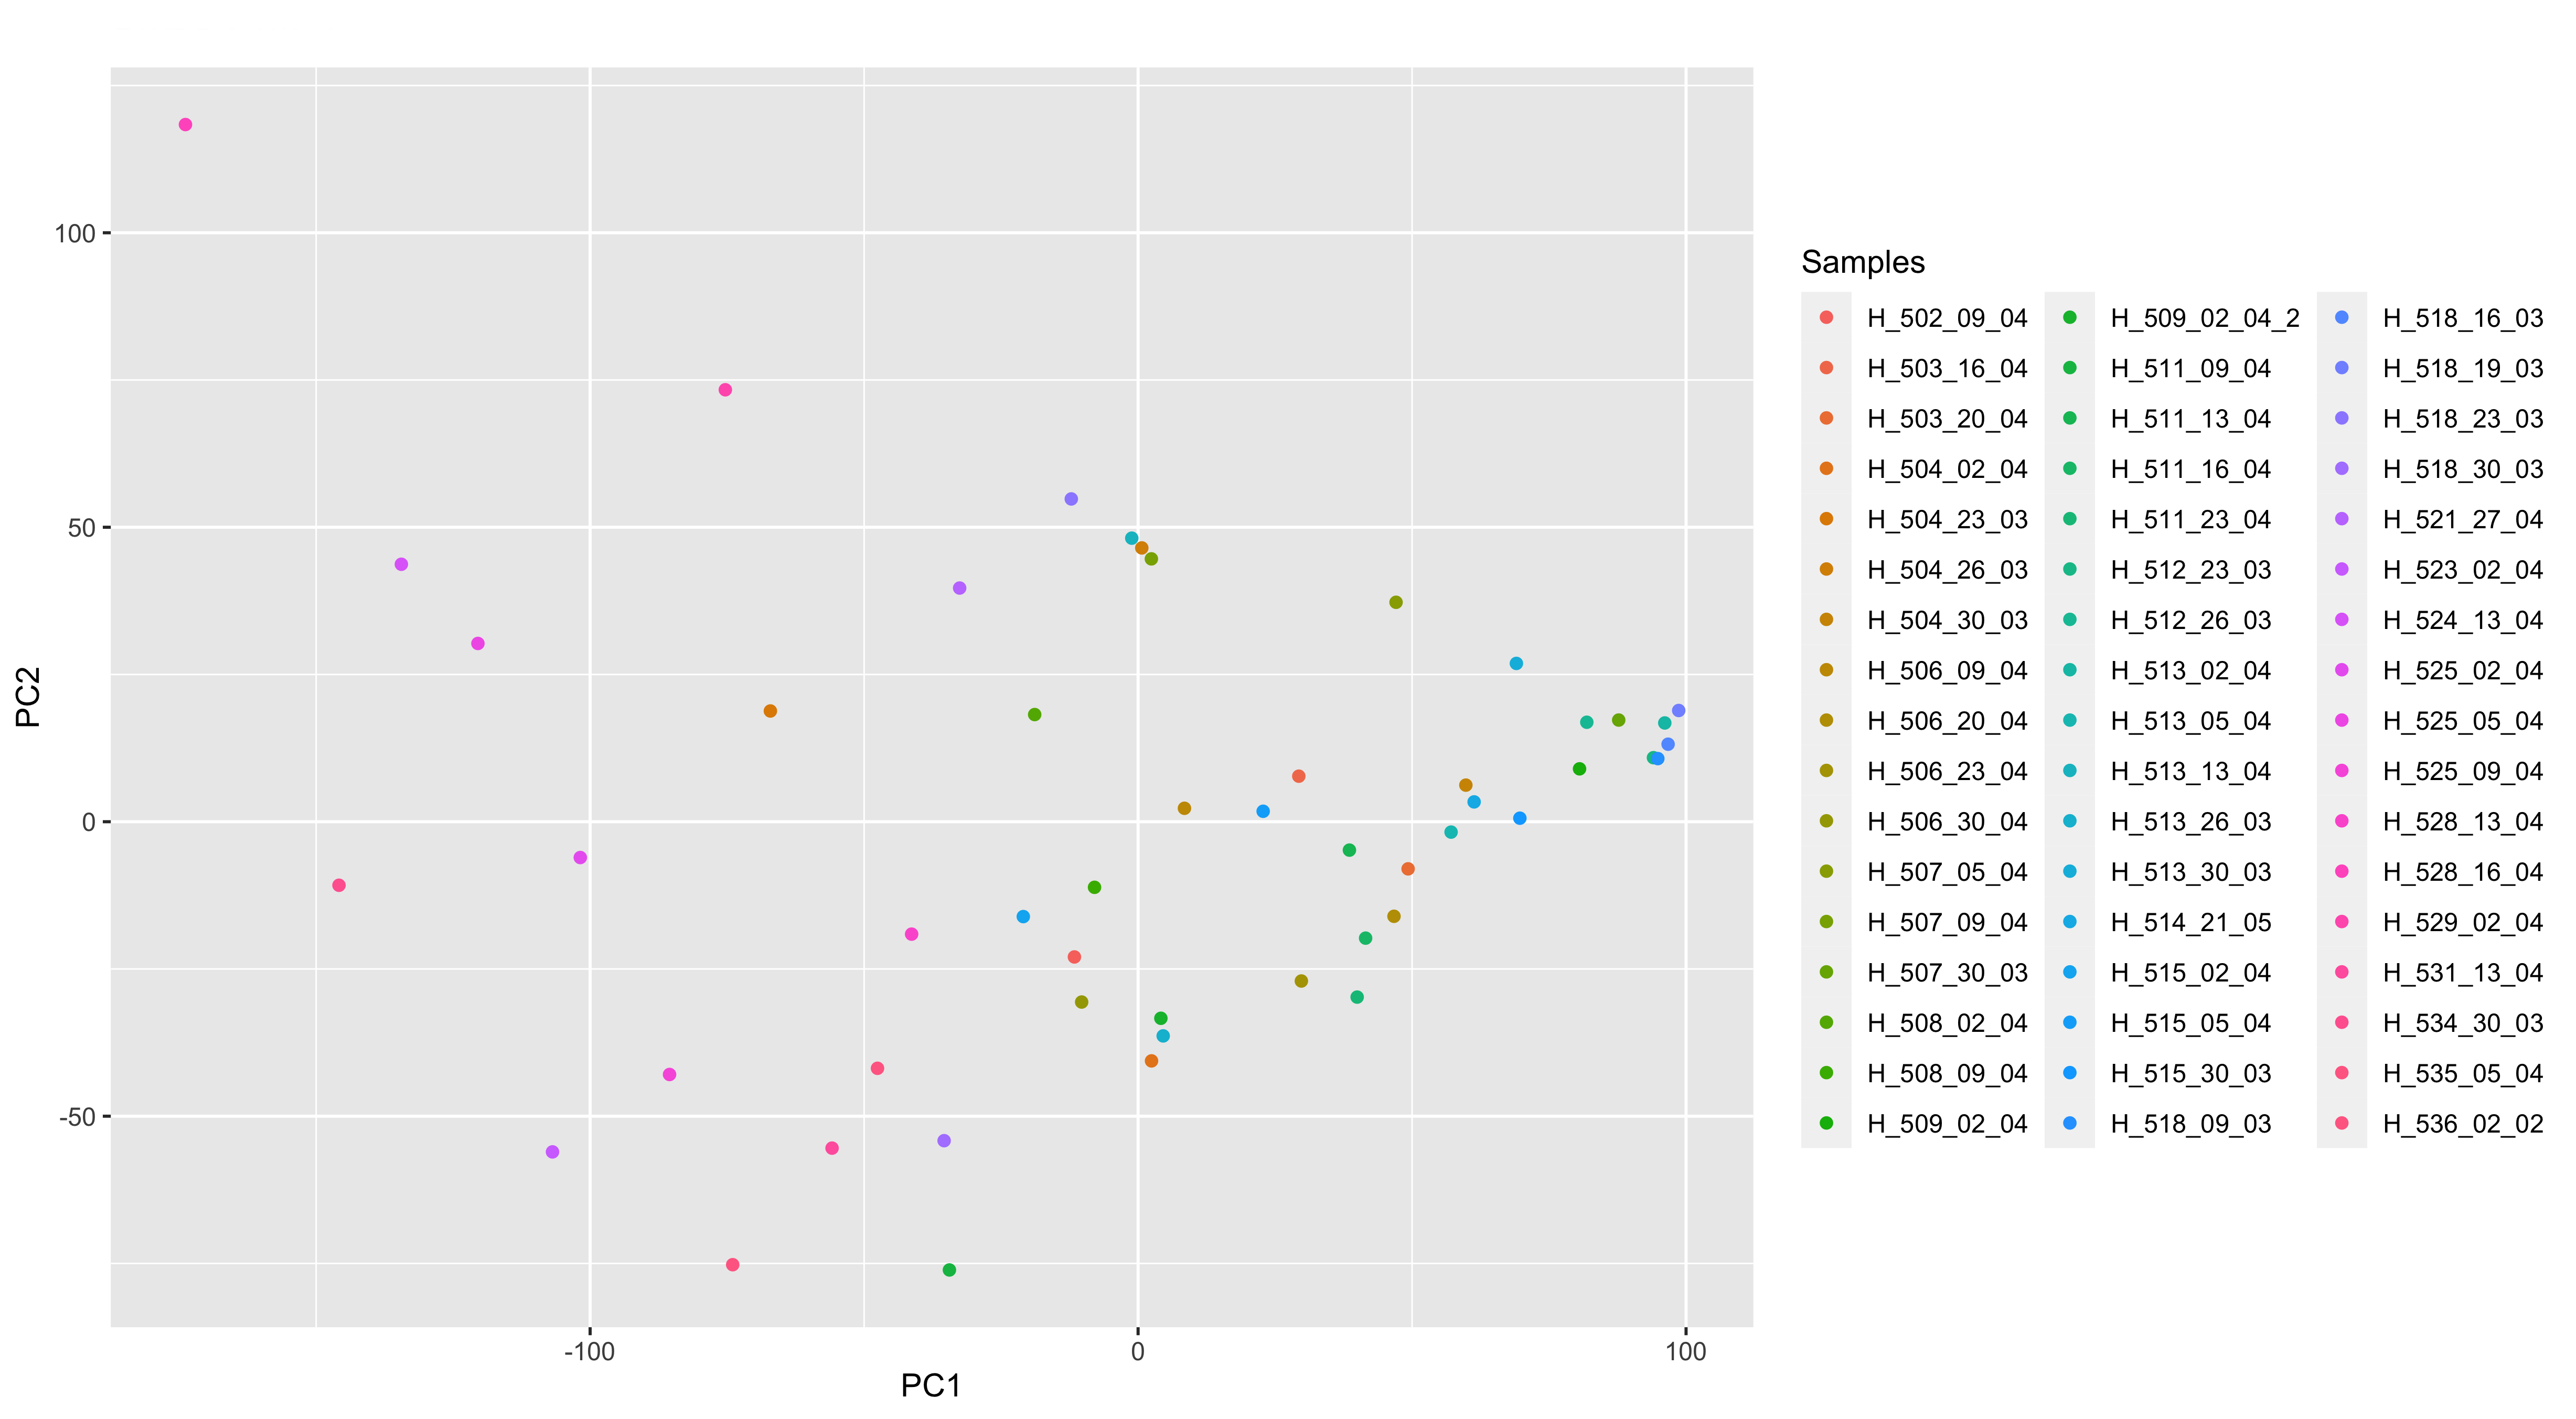 100
50
0
-50
PC2
-100 0 100
PC1
Samples
H_502_09_04 H_509_02_04_2 H_518_16_03
H_503_16_04 H_511_09_04 H_518_19_03
H_503_20_04 H_511_13_04 H_518_23_03
H_504_02_04 H_511_16_04 H_518_30_03
H_504_23_03 H_511_23_04 H_521_27_04
H_504_26_03 H_512_23_03 H_523_02_04
H_504_30_03 H_512_26_03 H_524_13_04
H_506_09_04 H_513_02_04 H_525_02_04
H_506_20_04 H_513_05_04 H_525_05_04
H_506_23_04 H_513_13_04 H_525_09_04
H_506_30_04 H_513_26_03 H_528_13_04
H_507_05_04 H_513_30_03 H_528_16_04
H_507_09_04 H_514_21_05 H_529_02_04
H_507_30_03 H_515_02_04 H_531_13_04
H_508_02_04 H_515_05_04 H_534_30_03
H_508_09_04 H_515_30_03 H_535_05_04
H_509_02_04 H_518_09_03 H_536_02_02